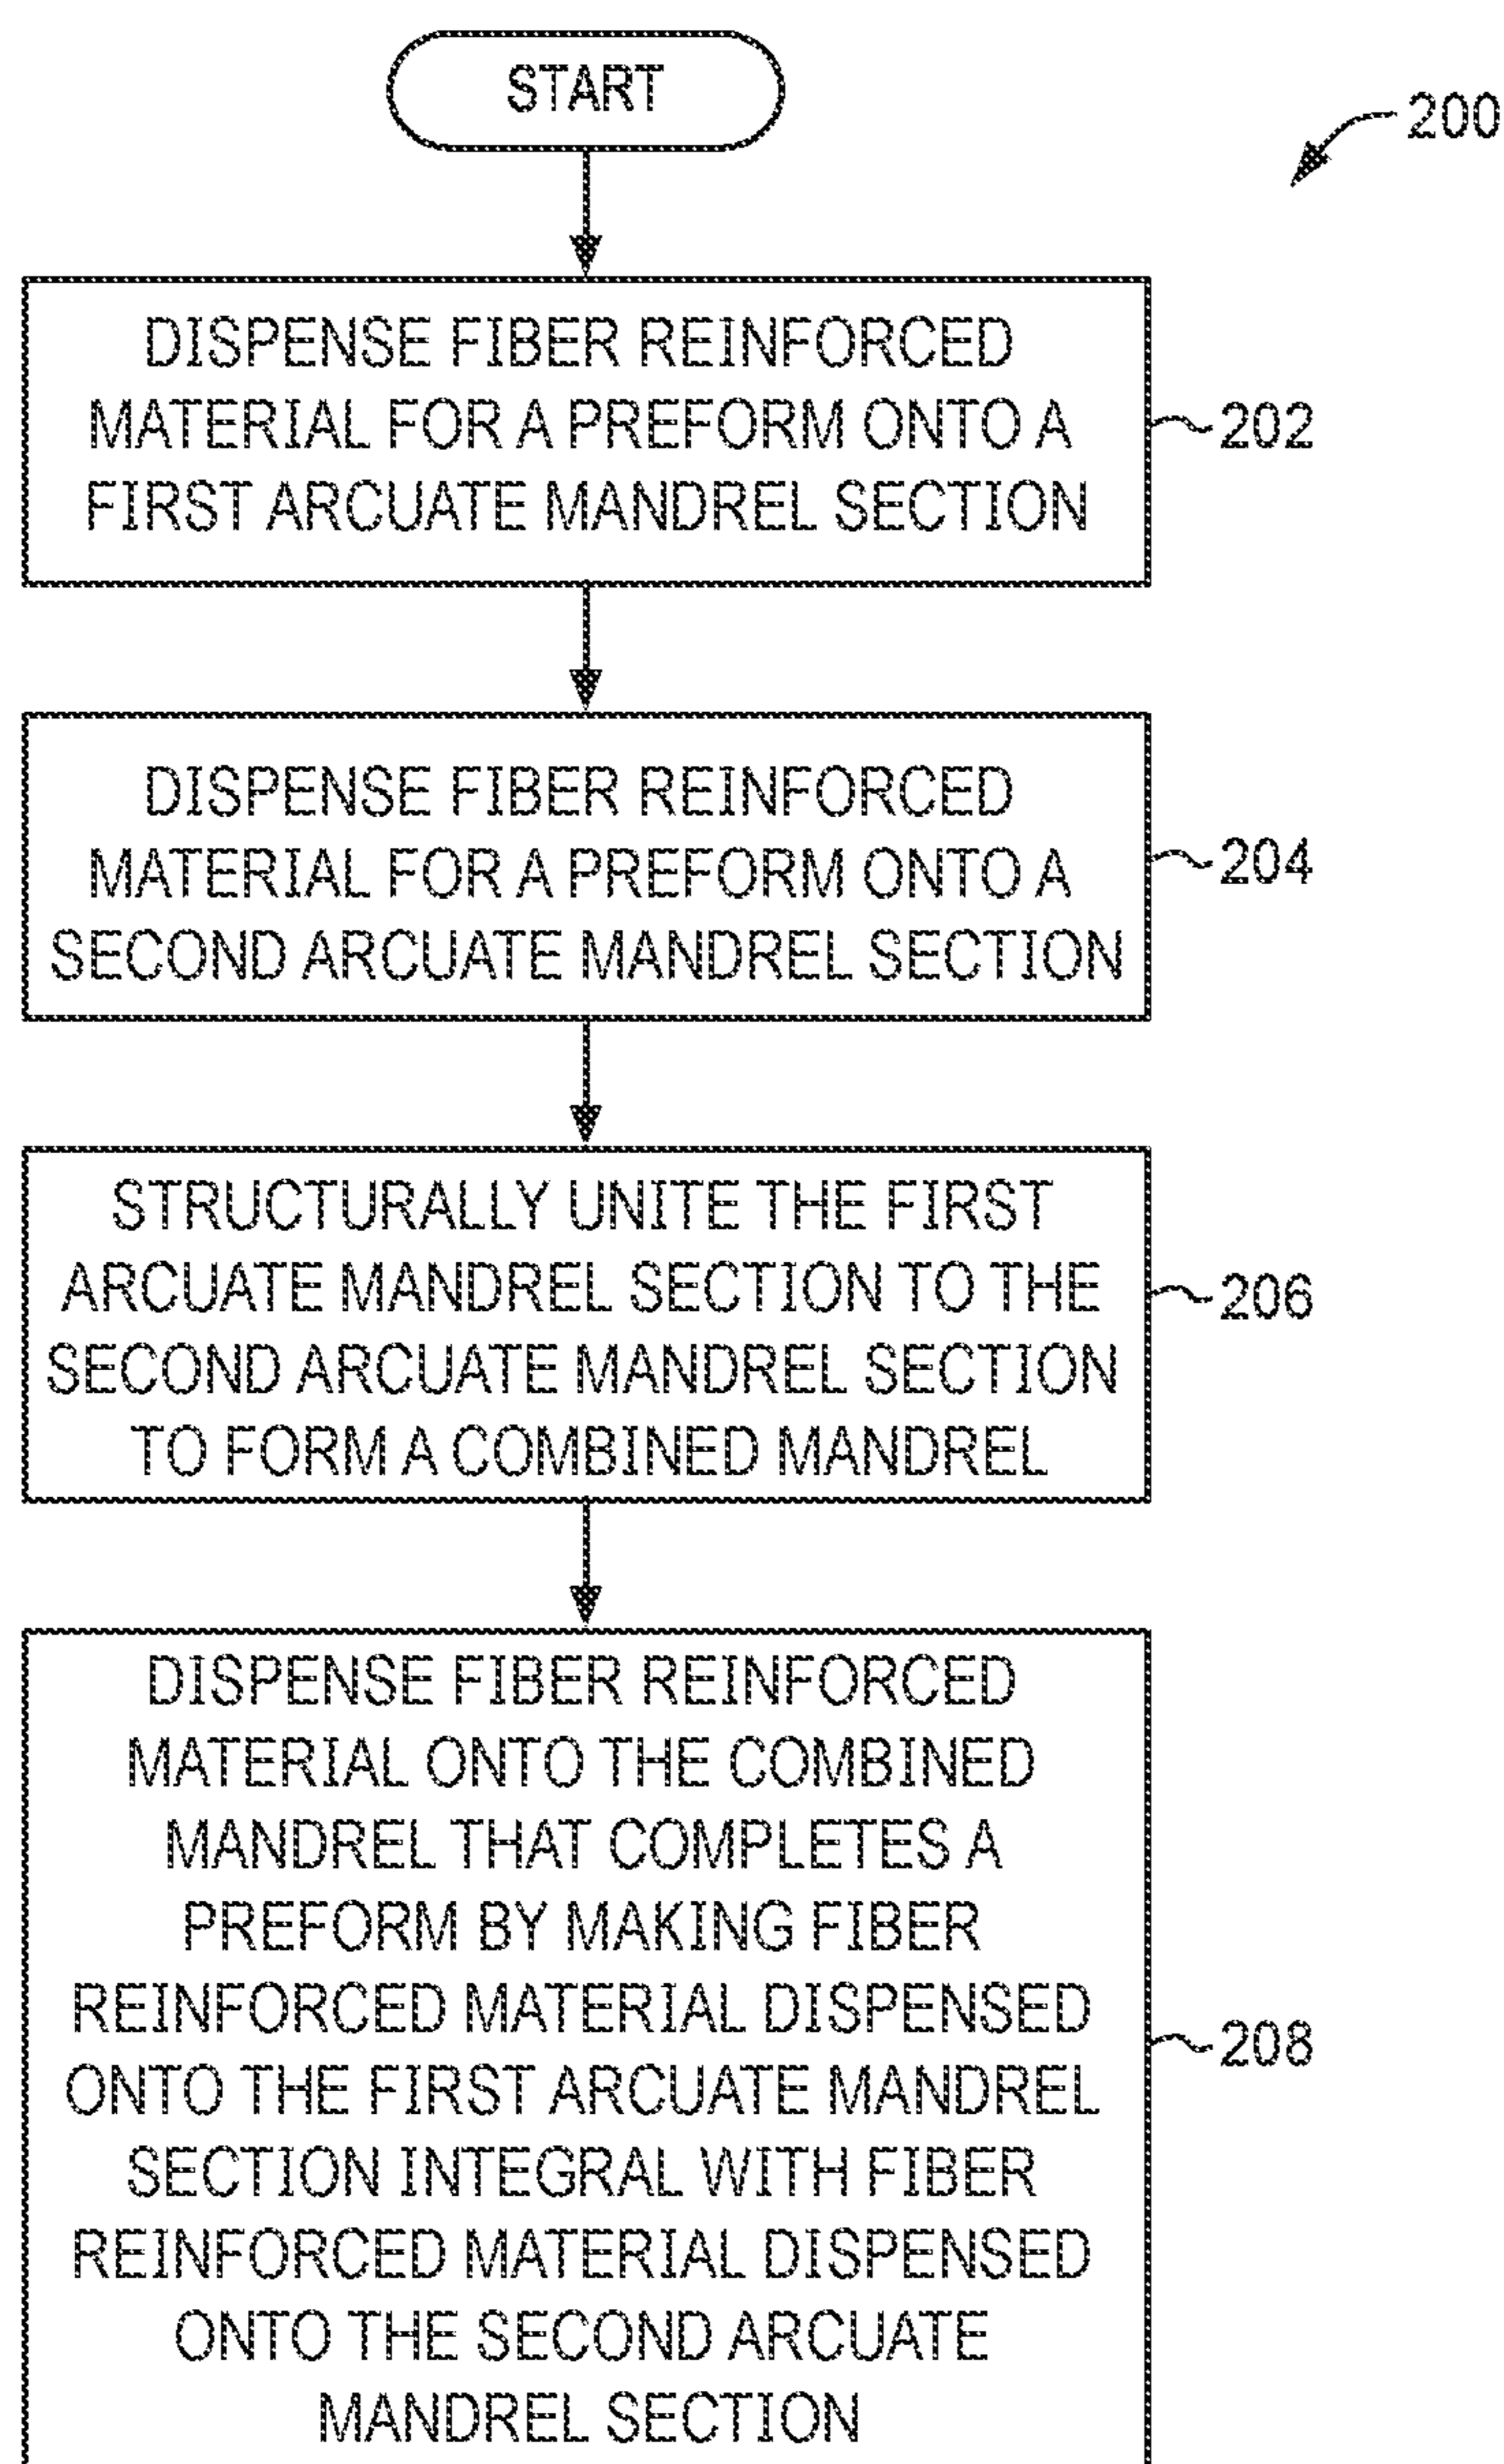 START
200
DISPENSE FIBER REINFORCED
MATERIAL FOR A PREFORM ONTO A
FIRST ARCUATE MANDREL SECTION
202
DISPENSE FIBER REINFORCED
MATERIAL FOR A PREFORM ONTO A
SECOND ARCUATE MANDREL SECTION
204
STRUCTURALLY UNITE THE FIRST
ARCUATE MANDREL SECTION TO THE
SECOND ARCUATE MANDREL SECTION
TO FORM A COMBINED MANDREL
206
DISPENSE FIBER REINFORCED
MATERIAL ONTO THE COMBINED
MANDREL THAT COMPLETES A
PREFORM BY MAKING FIBER
REINFORCED MATERIAL DISPENSED
ONTO THE FIRST ARCUATE MANDREL
SECTION INTEGRAL WITH FIBER
REINFORCED MATERIAL DISPENSED
ONTO THE SECOND ARCUATE
MANDREL SECTION
208